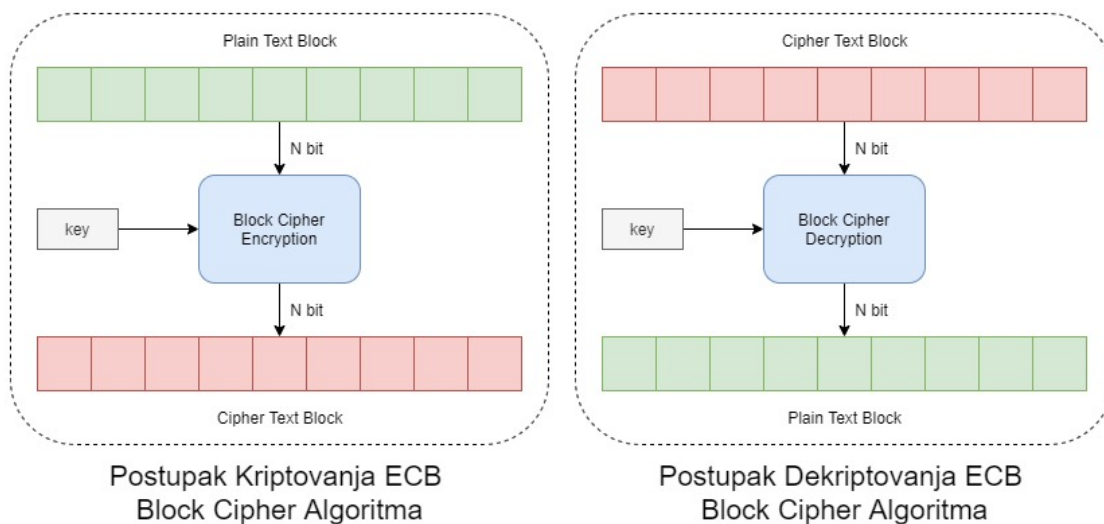 Plain Text Block
N bit
key
Block Cipher
Encryption
N bit
Cipher Text Block
Postupak Kriptovanja ECB
Block Cipher Algoritma
Cipher Text Block
N bit
key
Block Cipher
Decryption
N bit
Plain Text Block
Postupak Dekriptovanja ECB
Block Cipher Algoritma